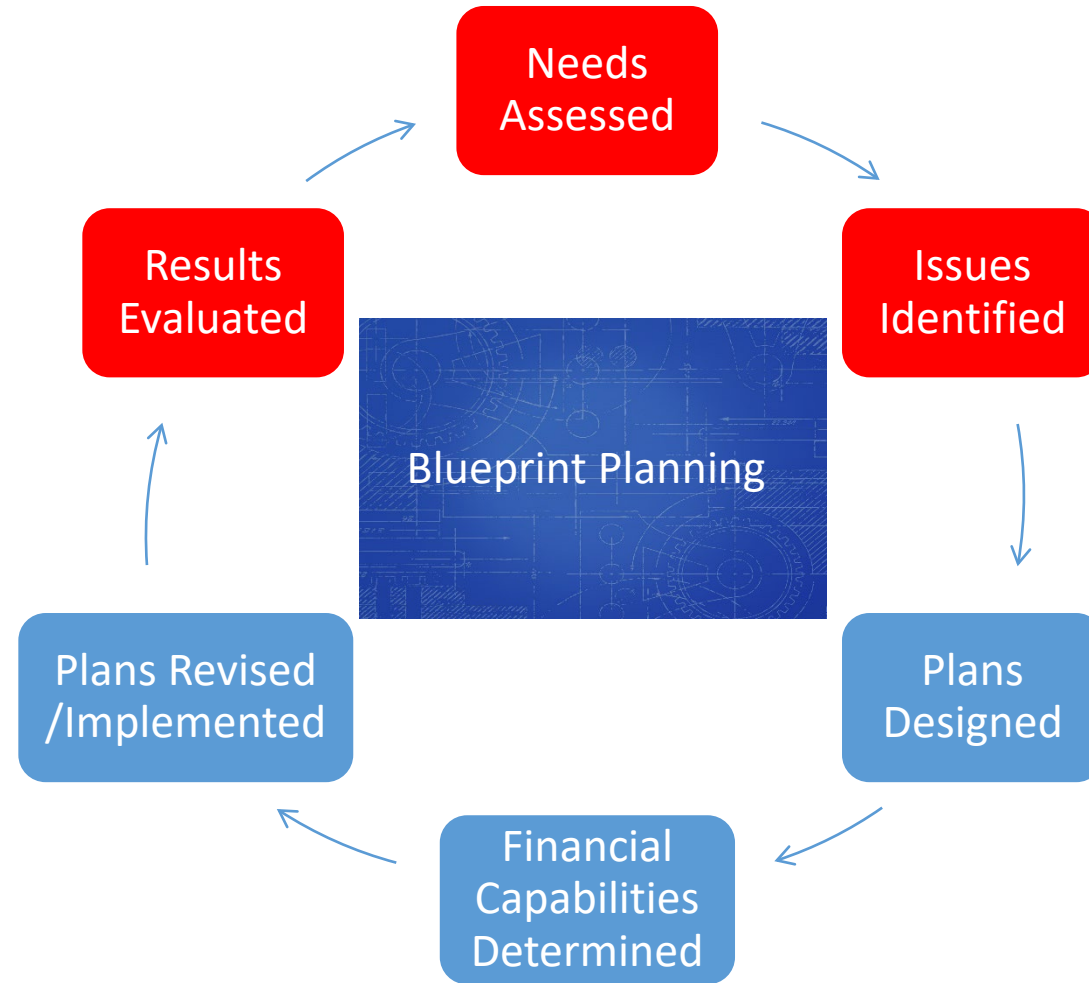 Needs
Assessed
Issues
Identified
Plans
Designed
Financial
Capabilities
Determined
Plans Revised
/Implemented
Results
Evaluated
Blueprint Planning